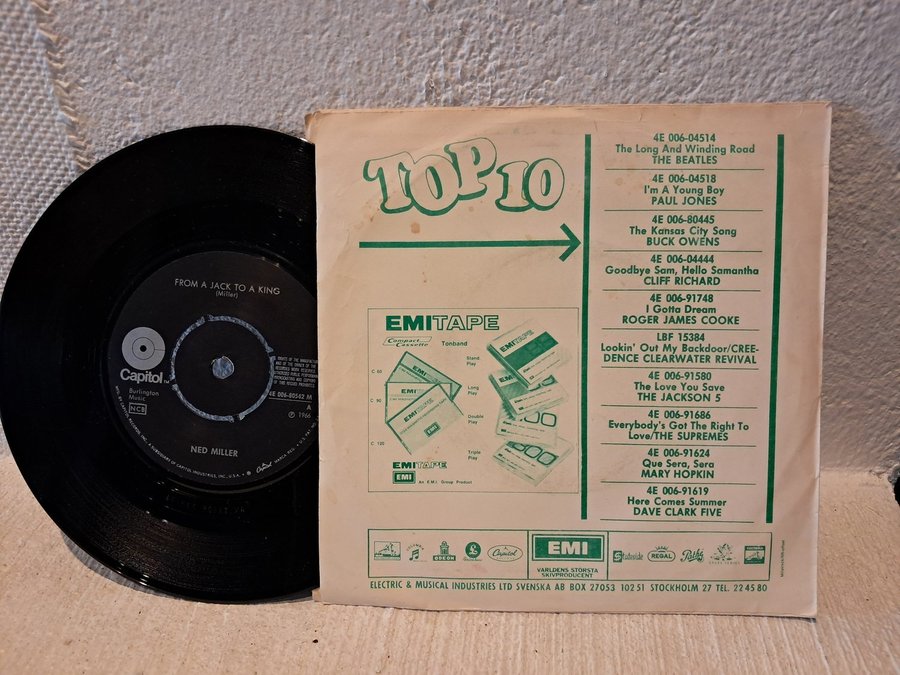 FROM A JACK TO A KING
(Miller)
Capitol
Burlington
Music
NCB
4E 006-80542 M
A
℗ 1966
NED MILLER
TOP 10
4E 006-04514
The Long And Winding Road
THE BEATLES
4E 006-04518
I'm A Young Boy
PAUL JONES
4E 006-80445
The Kansas City Song
BUCK OWENS
4E 006-04444
Goodbye Sam, Hello Samantha
CLIFF RICHARD
4E 006-91748
I Gotta Dream
ROGER JAMES COOKE
LBF 15384
Lookin' Out My Backdoor/CREE-
DENCE CLEARWATER REVIVAL
4E 006-91580
The Love You Save
THE JACKSON 5
4E 006-91686
Everybody's Got The Right To
Love/THE SUPREMES
4E 006-91624
Que Sera, Sera
MARY HOPKIN
4E 006-91619
Here Comes Summer
DAVE CLARK FIVE
EMITAPE
Compact Cassette
Tonband
C 60
C 90
C 120
Stand. Play
Long Play
Double Play
Triple Play
EMITAPE
EMI
An E.M.I. Group Product
ODEON
Capitol
EMI
VÄRLDENS STÖRSTA
SKIVPRODUCENT
Stateside
REGAL
Pathé
ELECTRIC & MUSICAL INDUSTRIES LTD SVENSKA AB BOX 27053 102 51 STOCKHOLM 27 TEL. 22 45 80